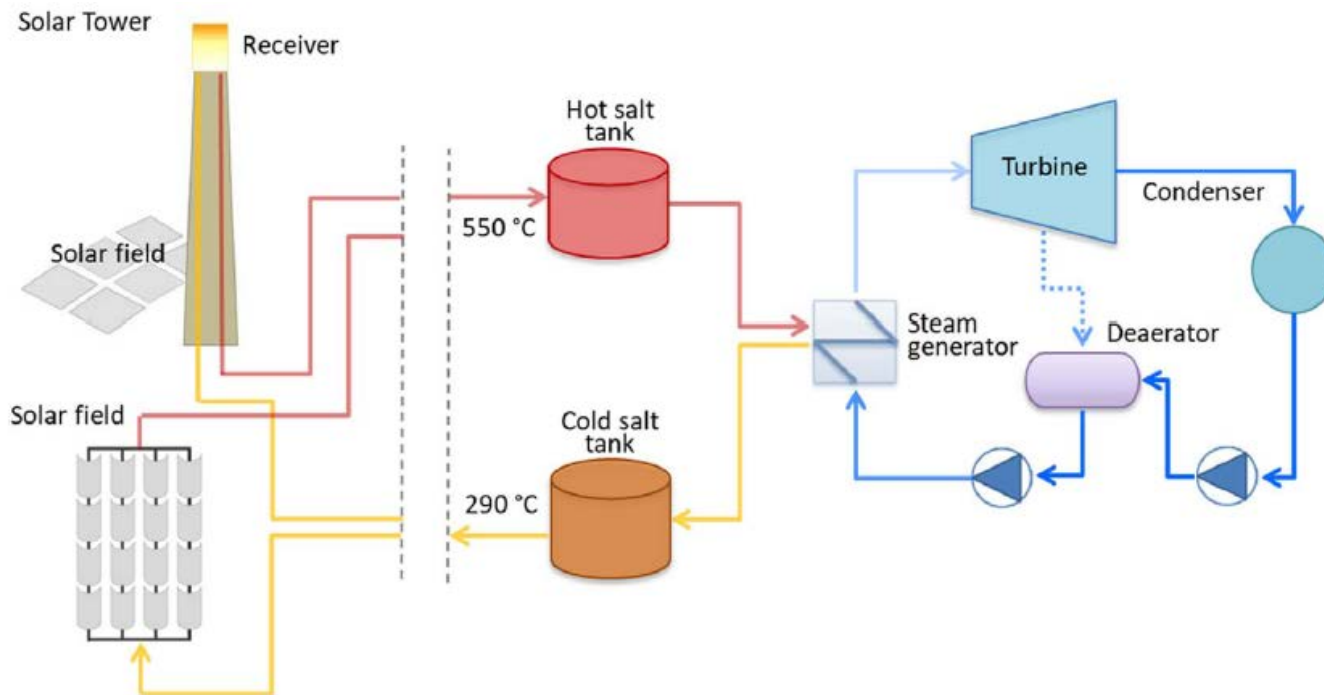 Solar Tower
Receiver
Hot salt
tank
550 °C
Solar field
Turbine
Condenser
Steam
generator
Deaerator
Solar field
Cold salt
tank
290 °C